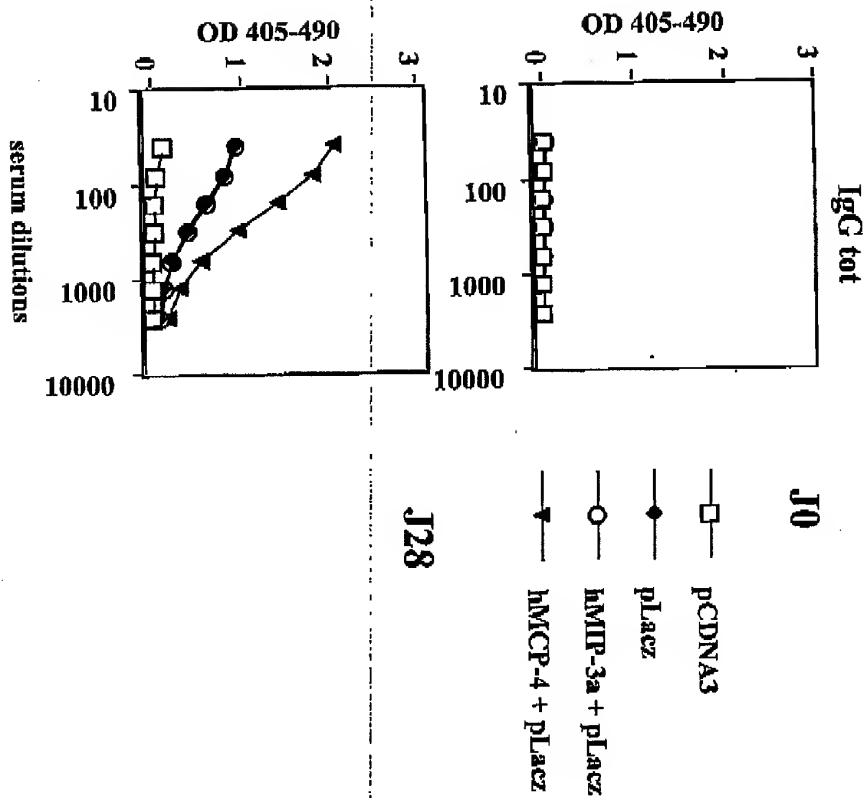 IgG tot
OD 405-490
0
1
2
3
10
100
1000
10000
J0
pCDNA3
pLacz
hMIP-3a + pLacz
hMCP-4 + pLacz
OD 405-490
0
1
2
3
10
100
1000
10000
serum dilutions
J28